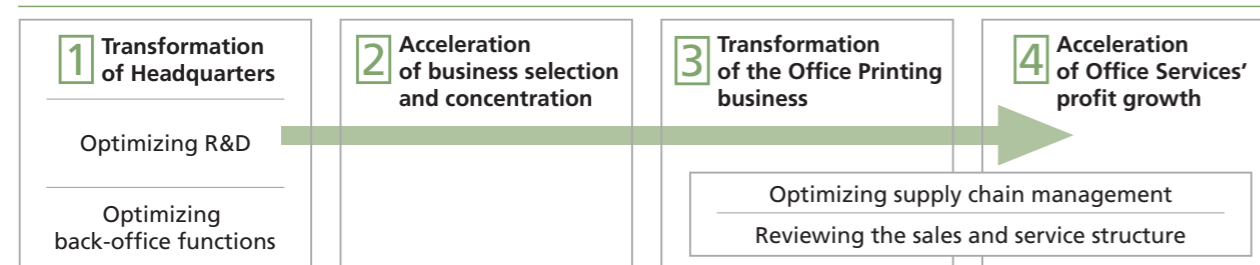 1
Transformation
of Headquarters
Optimizing R&D
Optimizing
back-office functions
2
Acceleration
of business selection
and concentration
3
Transformation
of the Office Printing
business
4
Acceleration
of Office Services’
profit growth
Optimizing supply chain management
Reviewing the sales and service structure